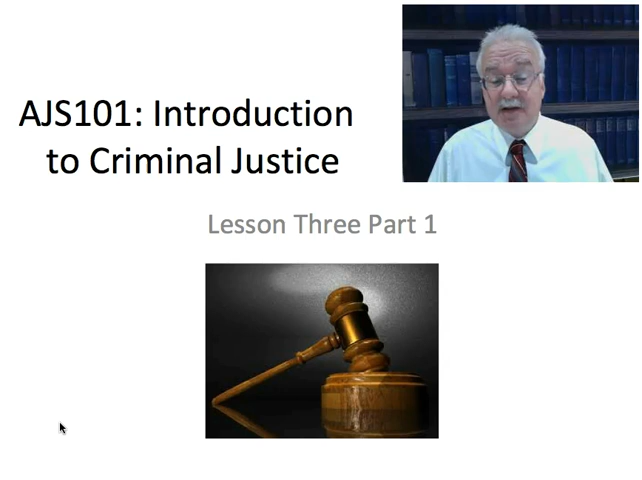 AJS101: Introduction
to Criminal Justice
Lesson Three Part 1